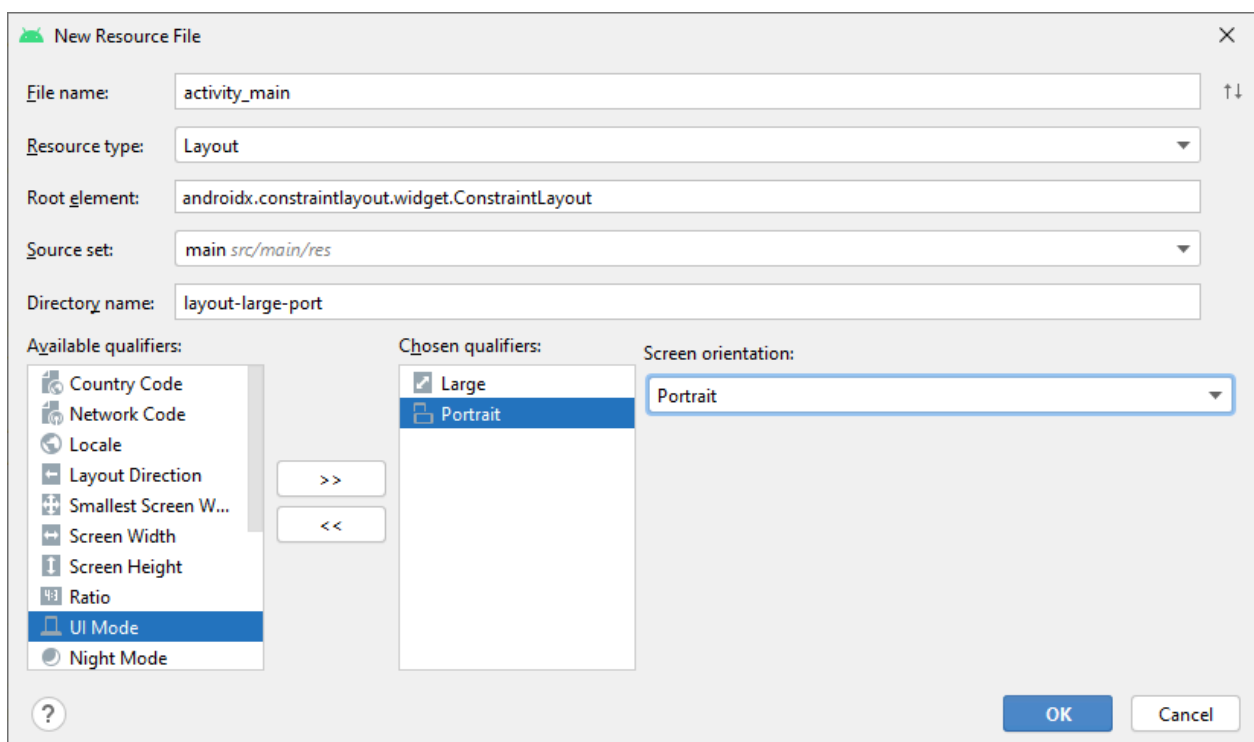 New Resource File
File name: activity_main
Resource type: Layout
Root element: androidx.constraintlayout.widget.ConstraintLayout
Source set: main src/main/res
Directory name: layout-large-port
Available qualifiers: Chosen qualifiers: Screen orientation:
Country Code Large Portrait
Network Code Portrait
Locale
Layout Direction
>>
Smallest Screen W...
<<
Screen Width
Screen Height
4:3 Ratio
UI Mode
Night Mode
? OK Cancel